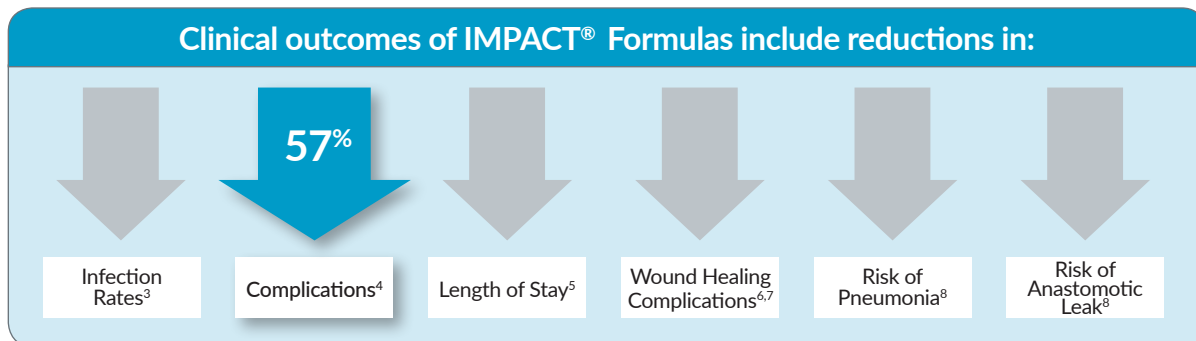 Clinical outcomes of IMPACT® Formulas include reductions in:
57%
Infection
Rates3
Complications4
Length of Stay5
Wound Healing
Complications6,7
Risk of
Pneumonia8
Risk of
Anastomotic
Leak8